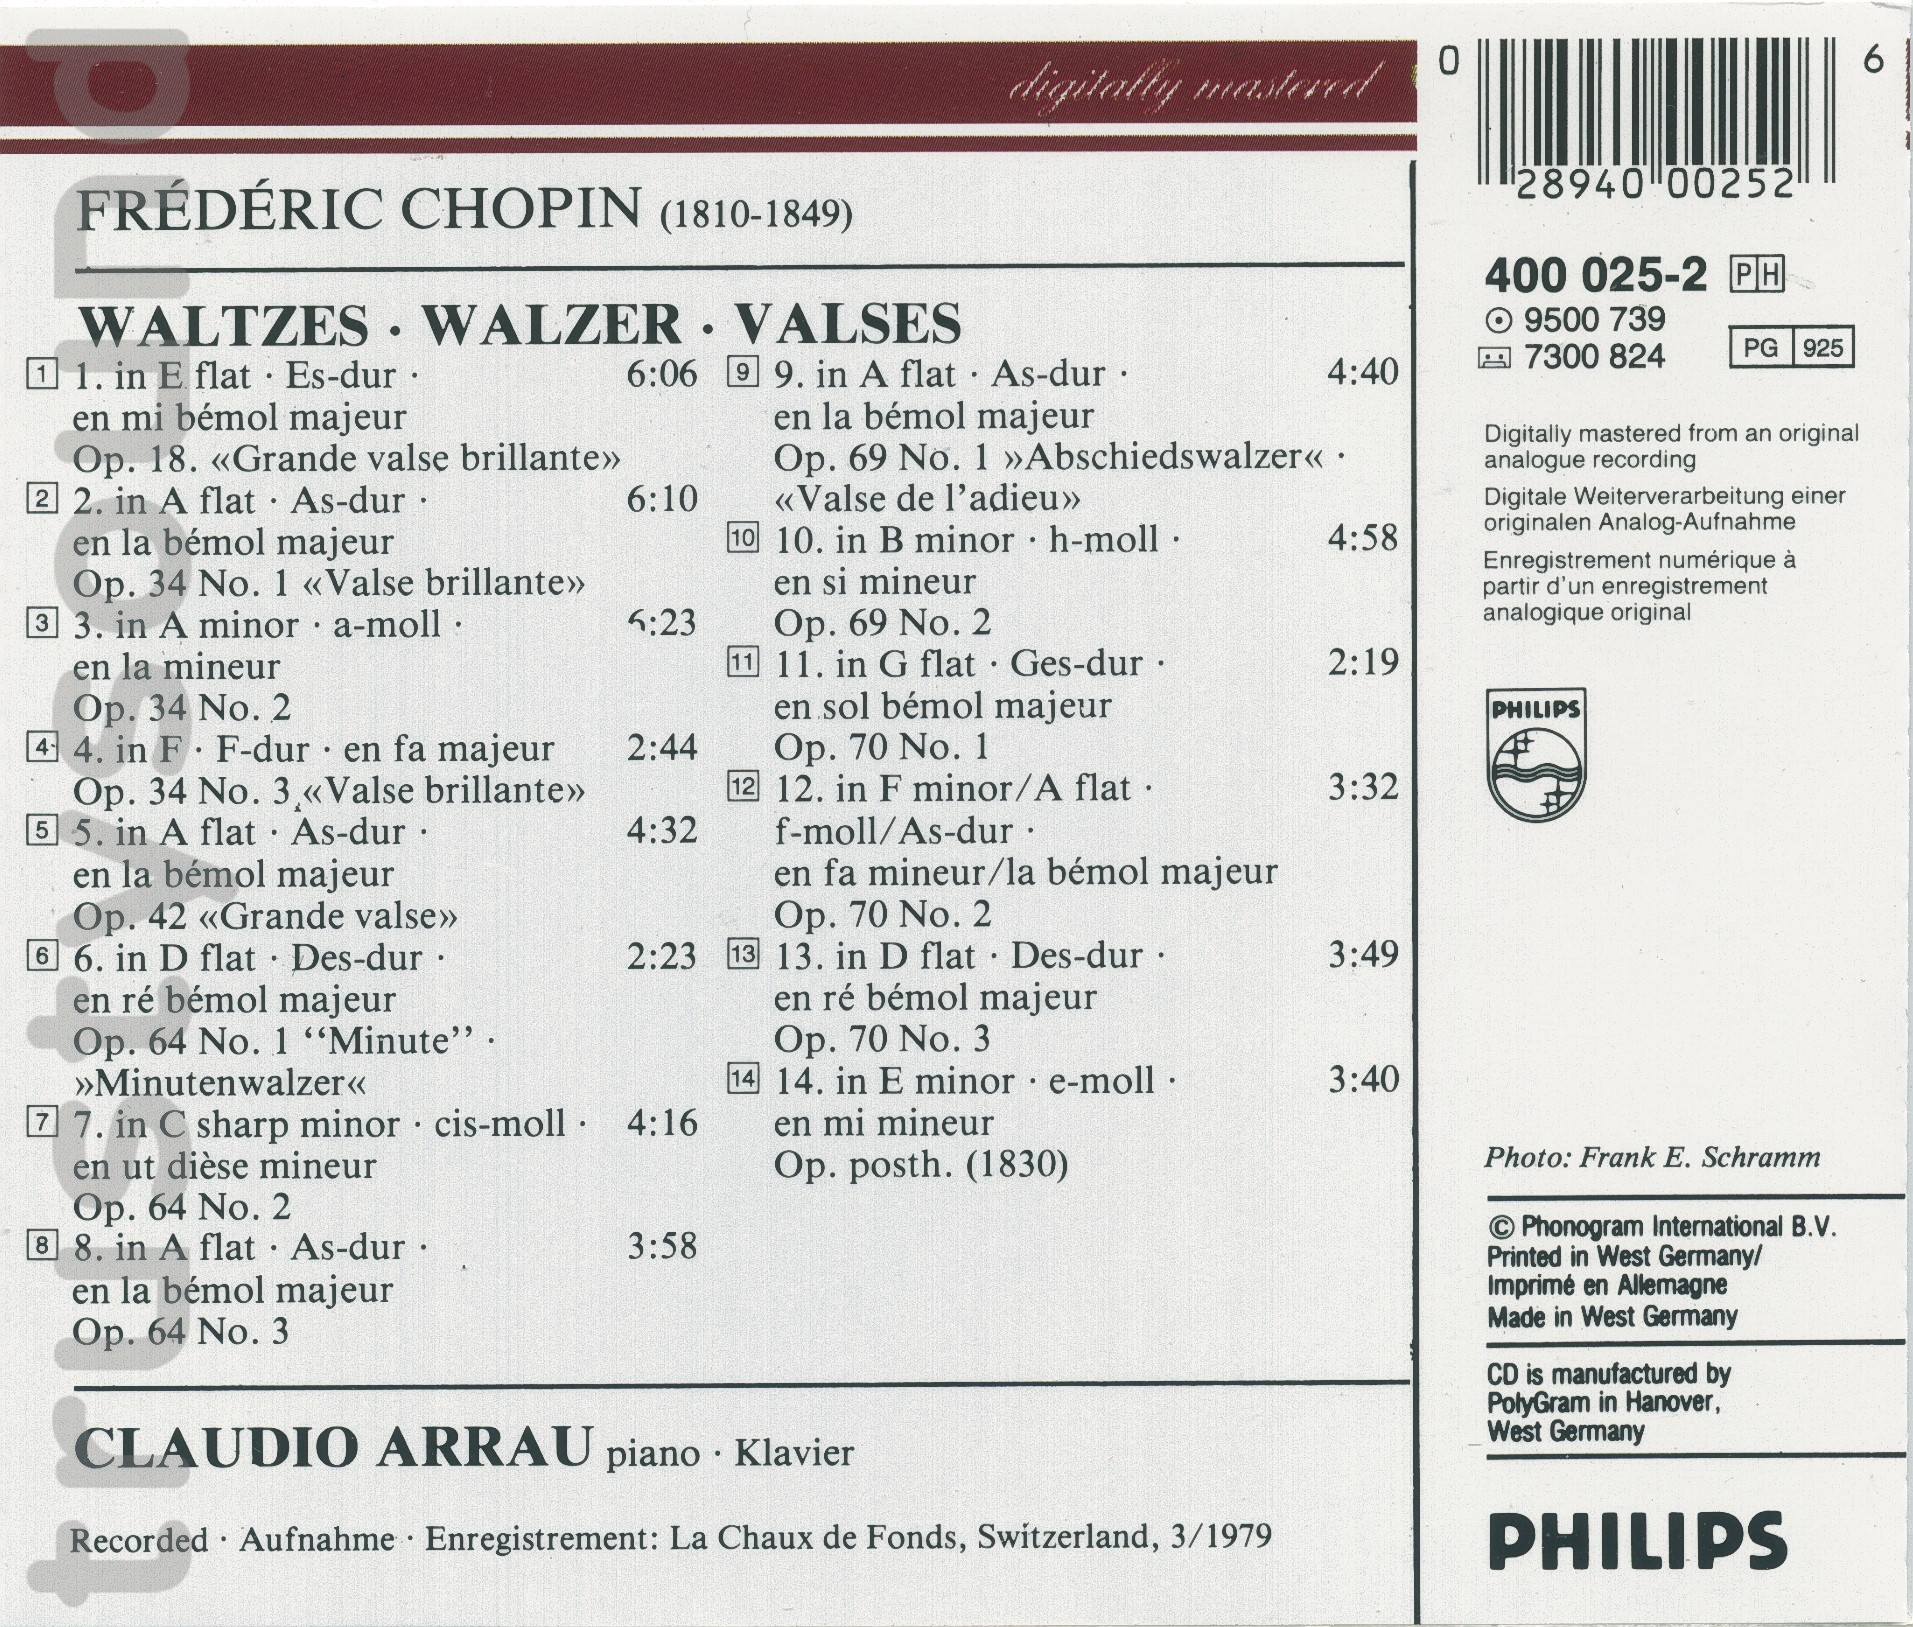 digitally mastered
FRÉDÉRIC CHOPIN (1810-1849)
WALTZES · WALZER · VALSES
1 1. in E flat · Es-dur · 6:06
en mi bémol majeur
Op. 18. «Grande valse brillante»
2 2. in A flat · As-dur · 6:10
en la bémol majeur
Op. 34 No. 1 «Valse brillante»
3 3. in A minor · a-moll ·
en la mineur
Op. 34 No. 2
4 4. in F · F-dur · en fa majeur 2:44
Op. 34 No. 3 «Valse brillante»
5 5. in A flat · As-dur · 4:32
en la bémol majeur
Op. 42 «Grande valse»
6 6. in D flat · Des-dur · 2:23
en ré bémol majeur
Op. 64 No. 1 “Minute” ·
»Minutenwalzer«
7 7. in C sharp minor · cis-moll · 4:16
en ut dièse mineur
Op. 64 No. 2
8 8. in A flat · As-dur · 3:58
en la bémol majeur
Op. 64 No. 3
9 9. in A flat · As-dur · 4:40
en la bémol majeur
Op. 69 No. 1 »Abschiedswalzer« ·
«Valse de l’adieu»
10 10. in B minor · h-moll · 4:58
en si mineur
Op. 69 No. 2
11 11. in G flat · Ges-dur · 2:19
en sol bémol majeur
Op. 70 No. 1
12 12. in F minor/A flat · 3:32
f-moll/As-dur ·
en fa mineur/la bémol majeur
Op. 70 No. 2
13 13. in D flat · Des-dur · 3:49
en ré bémol majeur
Op. 70 No. 3
14 14. in E minor · e-moll · 3:40
en mi mineur
Op. posth. (1830)
CLAUDIO ARRAU piano · Klavier
Recorded · Aufnahme · Enregistrement: La Chaux de Fonds, Switzerland, 3/1979
0 28940 00252 6
400 025-2 PH
9500 739
7300 824
PG 925
Digitally mastered from an original
analogue recording
Digitale Weiterverarbeitung einer
originalen Analog-Aufnahme
Enregistrement numérique à
partir d’un enregistrement
analogique original
PHILIPS
Photo: Frank E. Schramm
© Phonogram International B.V.
Printed in West Germany/
Imprimé en Allemagne
Made in West Germany
CD is manufactured by
PolyGram in Hanover,
West Germany
PHILIPS
trustysound